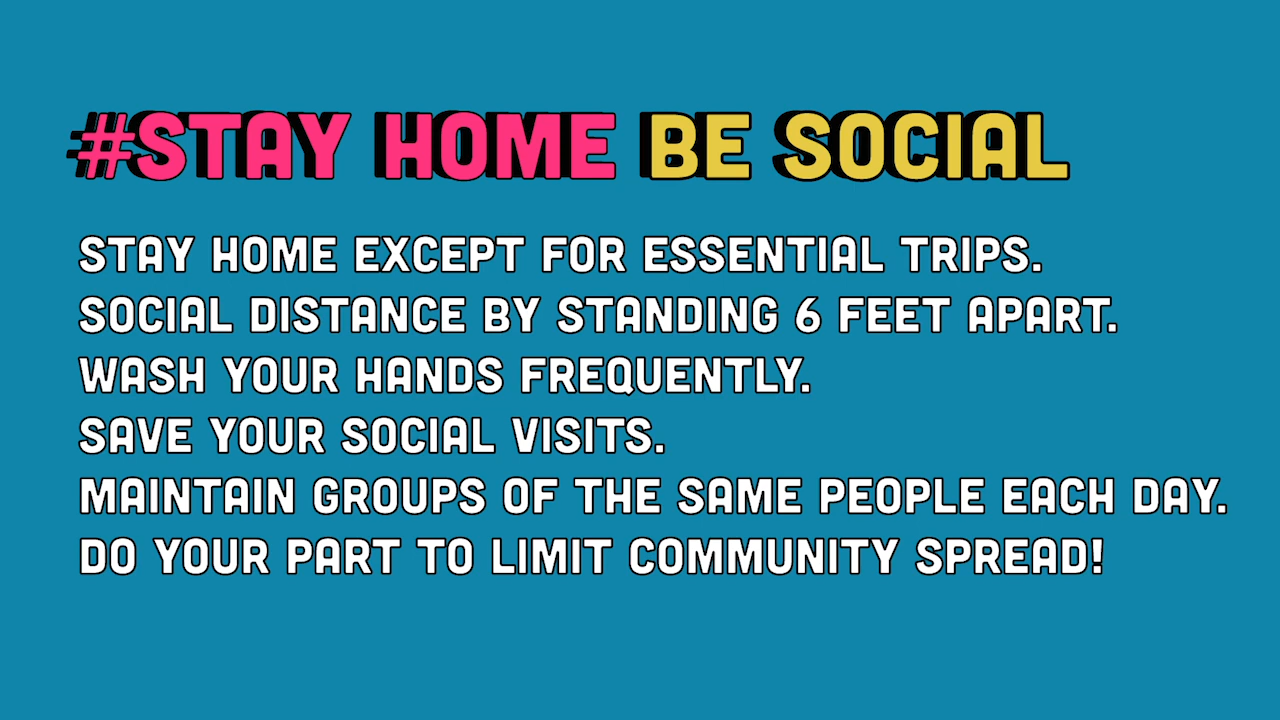 #STAY HOME BE SOCIAL
STAY HOME EXCEPT FOR ESSENTIAL TRIPS.
SOCIAL DISTANCE BY STANDING 6 FEET APART.
WASH YOUR HANDS FREQUENTLY.
SAVE YOUR SOCIAL VISITS.
MAINTAIN GROUPS OF THE SAME PEOPLE EACH DAY.
DO YOUR PART TO LIMIT COMMUNITY SPREAD!